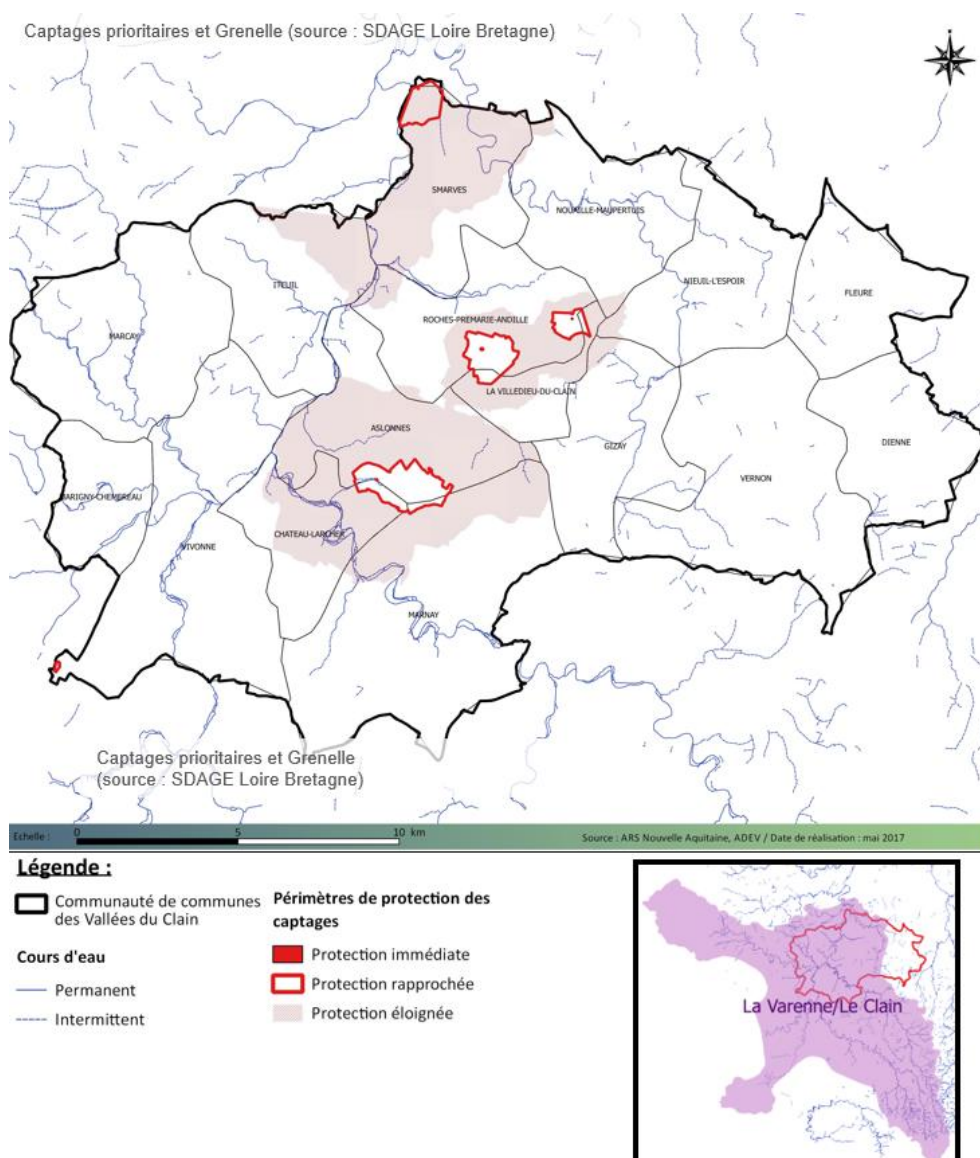 Captages prioritaires et Grenelle (source : SDAGE Loire Bretagne)
SMARVES
NOUAILLE-MAUPERTUIS
ITEUIL
NIEUIL-L'ESPOIR
FLEURE
ROCHES-PREMARIE-ANDILLE
MARCAY
LA VILLEDIEU-DU-CLAIN
ASLONNES
GIZAY
DIENNE
VERNON
MARIGNY-CHEMEREAU
CHATEAU-LARCHER
VIVONNE
MARNAY
Captages prioritaires et Grenelle
(source : SDAGE Loire Bretagne)
Echelle : 0 5 10 km
Source : ARS Nouvelle Aquitaine, ADEV / Date de réalisation : mai 2017
Légende :
Communauté de communes
des Vallées du Clain
Cours d'eau
Permanent
Intermittent
Périmètres de protection des
captages
Protection immédiate
Protection rapprochée
Protection éloignée
La Varenne/Le Clain